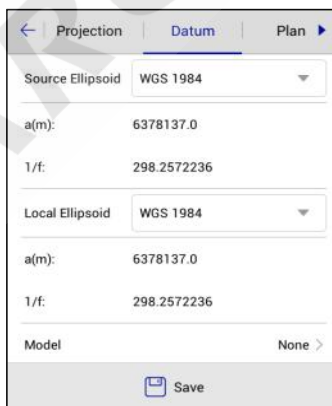 ← Projection Datum Plan ▶
Source Ellipsoid WGS 1984
a(m): 6378137.0
1/f: 298.2572236
Local Ellipsoid WGS 1984
a(m): 6378137.0
1/f: 298.2572236
Model None >
Save